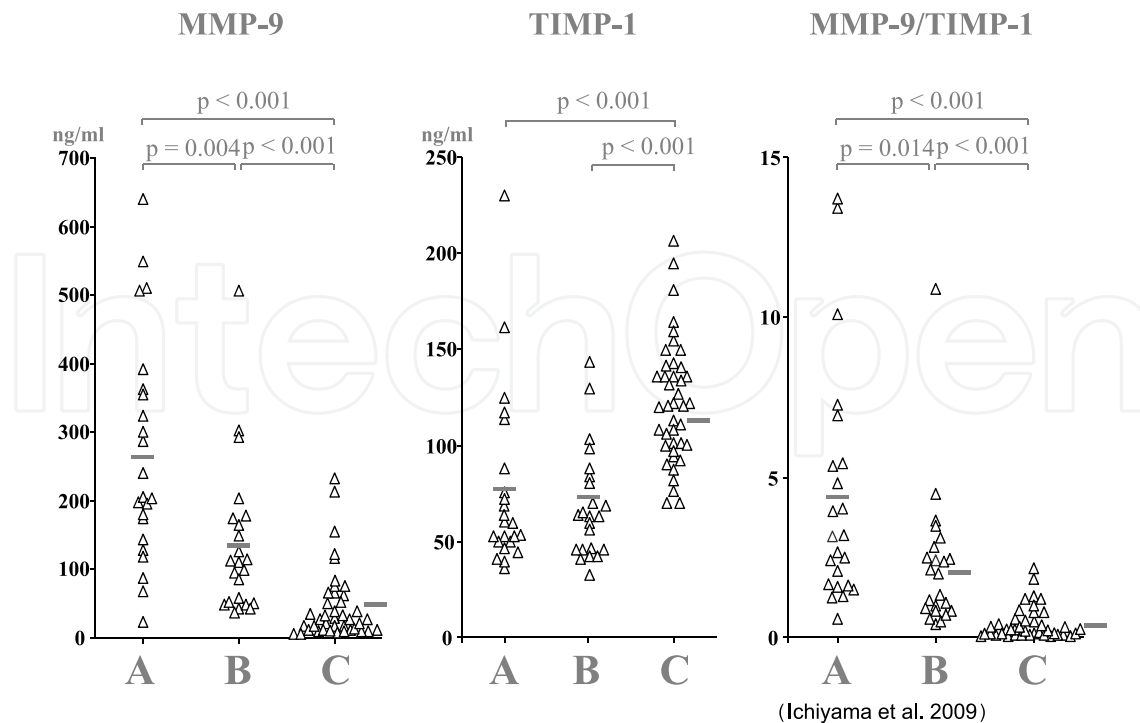 MMP-9 TIMP-1 MMP-9/TIMP-1
p < 0.001 p < 0.001 p < 0.001
ng/ml ng/ml
p = 0.004 p < 0.001 p < 0.001 p = 0.014 p < 0.001
700 250 15
600
500 200
400 150 10
300
100
200 5
100 50
0 0 0
A B C A B C A B C
IntechOpen
(Ichiyama et al. 2009)